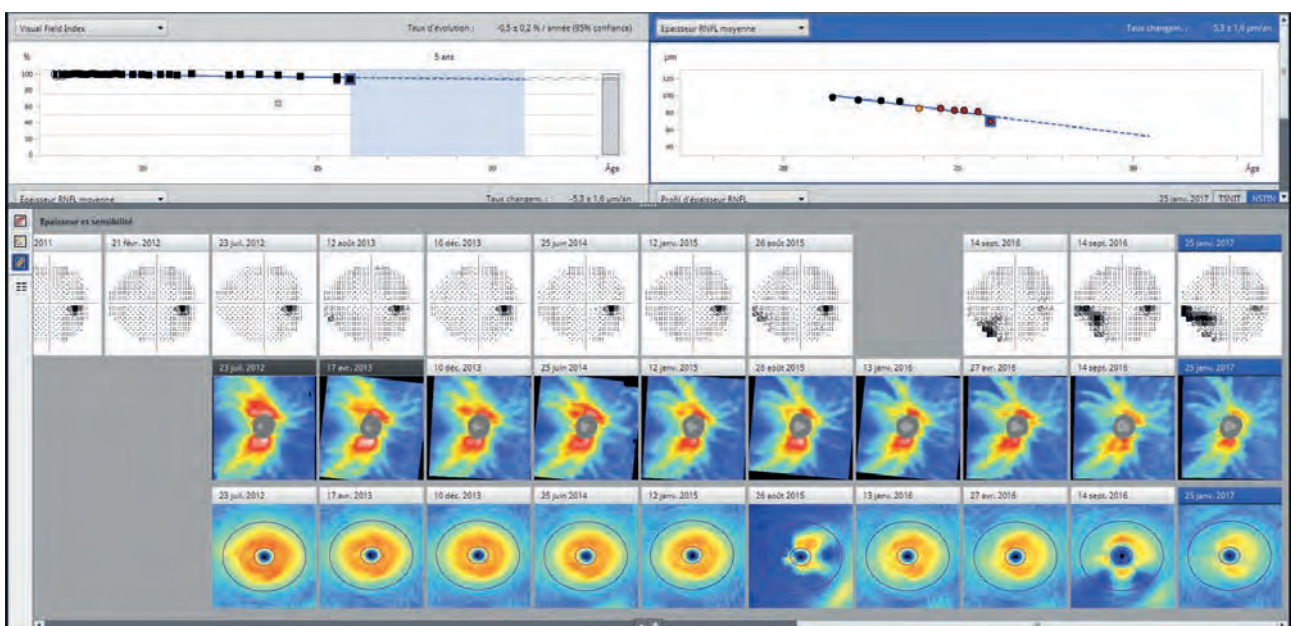 Visual Field Index Taux d'évolution : -0,5 ± 0,2 % / année (95% confiance)
Epaisseur RNFL moyenne Taux changem. : -5,3 ± 1,6 µm/an
% 5 ans
100
80
60
40
20
0
20 25 30 Âge
µm
120
100
80
60
40
20 25 30 Âge
Epaisseur RNFL moyenne Taux changem. : -5,3 ± 1,6 µm/an
Profil d'épaisseur RNFL 25 janv. 2017 TSNIT NSTIN
Epaisseur et sensibilité
2011 21 févr. 2012 23 juil. 2012 12 août 2013 10 déc. 2013 25 juin 2014 12 janv. 2015 26 août 2015 14 sept. 2016 14 sept. 2016 25 janv. 2017
23 juil. 2012 17 avr. 2013 10 déc. 2013 25 juin 2014 12 janv. 2015 26 août 2015 13 janv. 2016 27 avr. 2016 14 sept. 2016 25 janv. 2017
23 juil. 2012 17 avr. 2013 10 déc. 2013 25 juin 2014 12 janv. 2015 26 août 2015 13 janv. 2016 27 avr. 2016 14 sept. 2016 25 janv. 2017